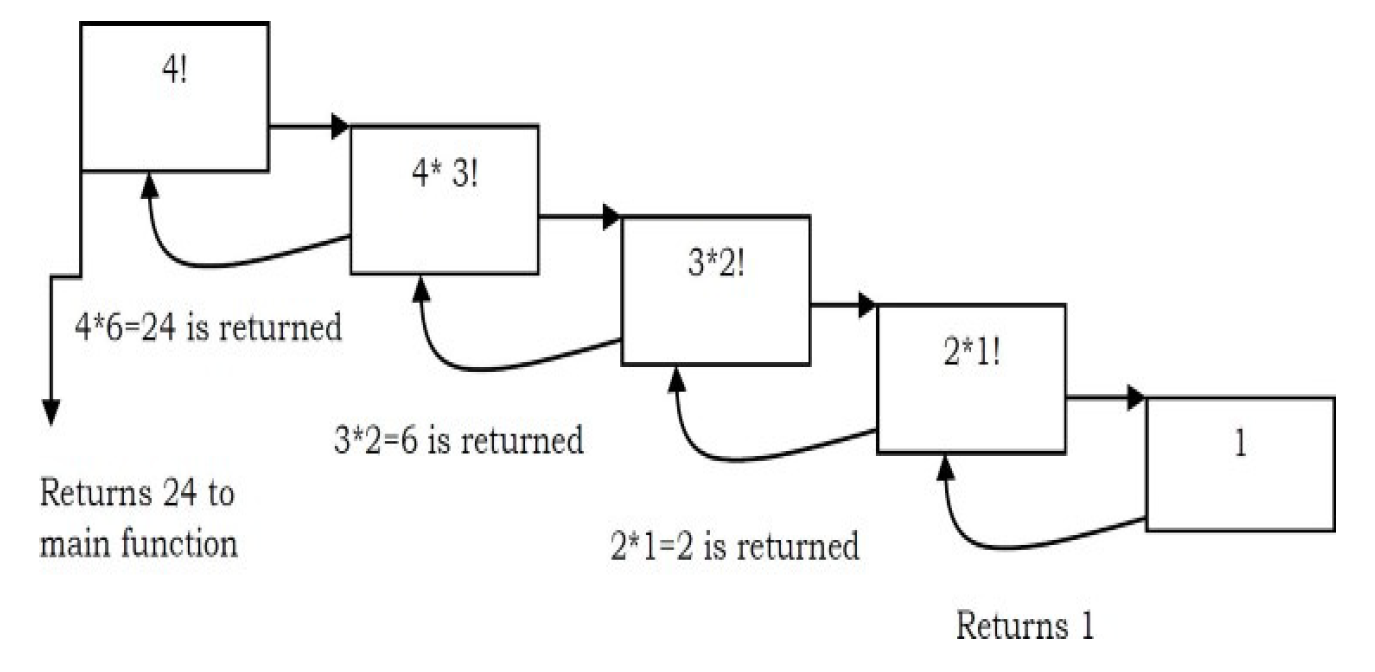 4!
4* 3!
3*2!
4*6=24 is returned
2*1!
3*2=6 is returned
1
Returns 24 to
main function
2*1=2 is returned
Returns 1